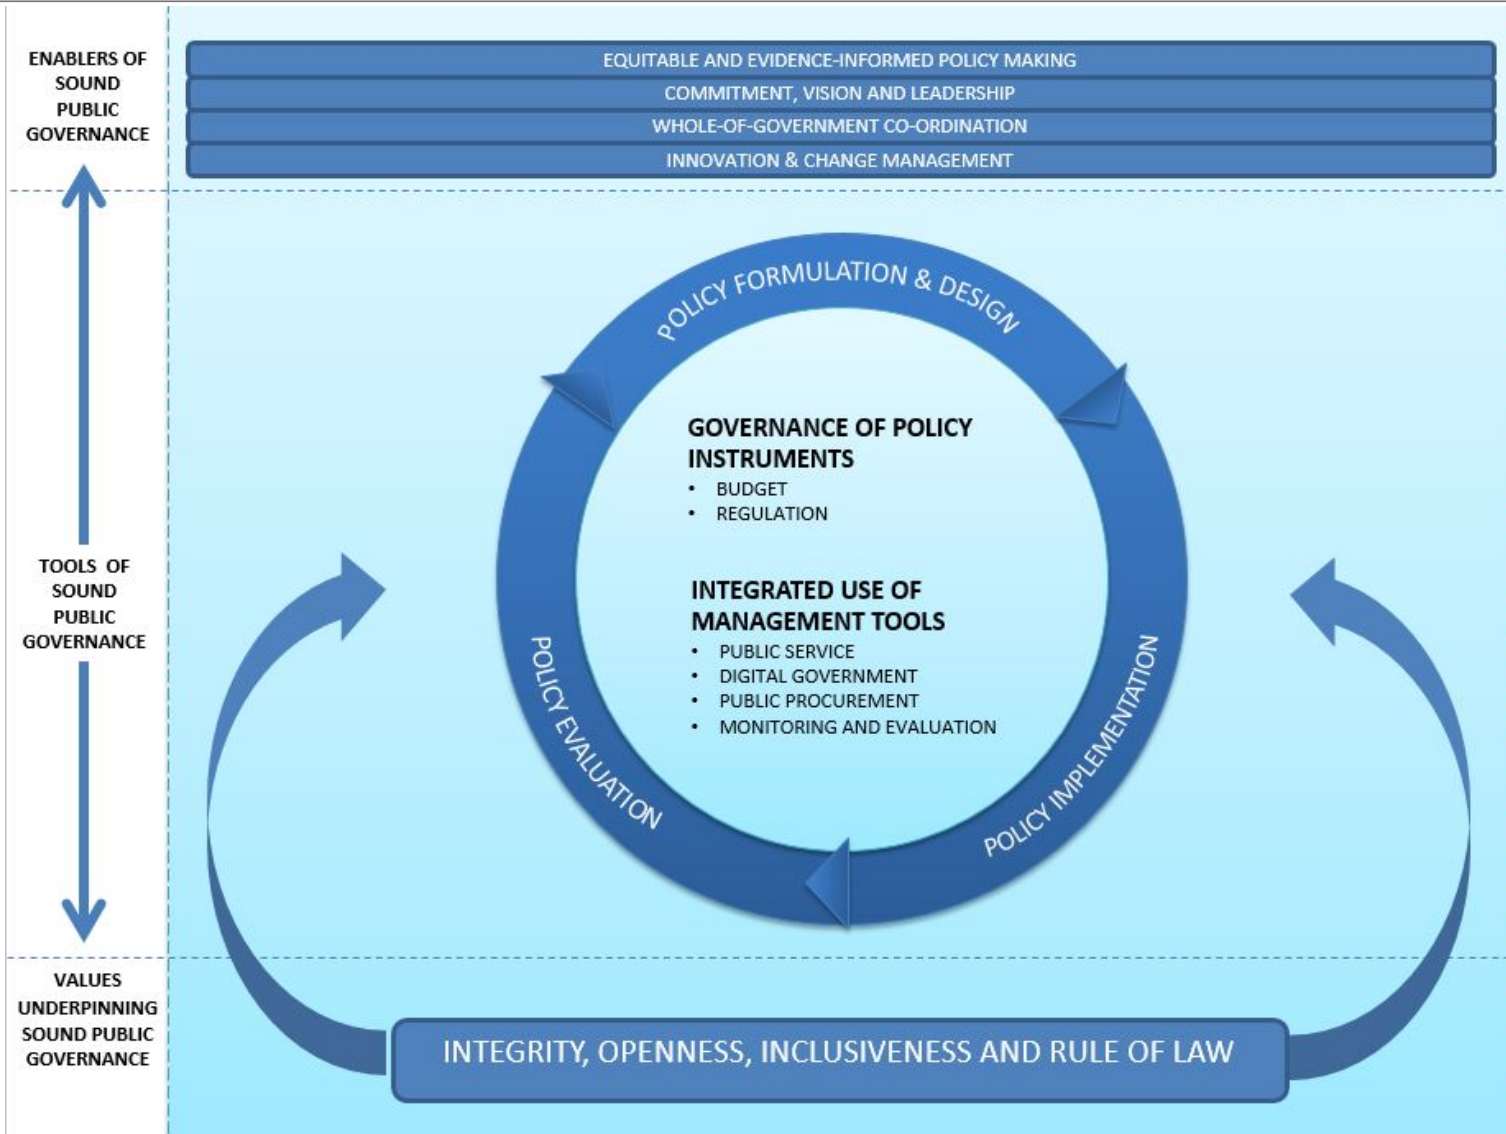 ENABLERS OF
SOUND
PUBLIC
GOVERNANCE
EQUITABLE AND EVIDENCE-INFORMED POLICY MAKING
COMMITMENT, VISION AND LEADERSHIP
WHOLE-OF-GOVERNMENT CO-ORDINATION
INNOVATION & CHANGE MANAGEMENT
TOOLS OF
SOUND
PUBLIC
GOVERNANCE
POLICY FORMULATION & DESIGN
GOVERNANCE OF POLICY
INSTRUMENTS
• BUDGET
• REGULATION
INTEGRATED USE OF
MANAGEMENT TOOLS
• PUBLIC SERVICE
• DIGITAL GOVERNMENT
• PUBLIC PROCUREMENT
• MONITORING AND EVALUATION
POLICY IMPLEMENTATION
POLICY EVALUATION
VALUES
UNDERPINNING
SOUND PUBLIC
GOVERNANCE
INTEGRITY, OPENNESS, INCLUSIVENESS AND RULE OF LAW